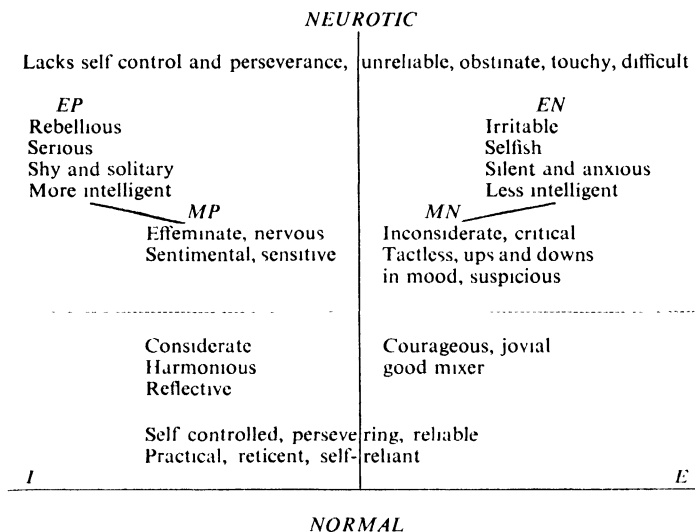 NEUROTIC
Lacks self control and perseverance, unreliable, obstinate, touchy, difficult
EP
Rebellious
Serious
Shy and solitary
More intelligent
EN
Irritable
Selfish
Silent and anxious
Less intelligent
MP
Effeminate, nervous
Sentimental, sensitive
MN
Inconsiderate, critical
Tactless, ups and downs
in mood, suspicious
Considerate
Harmonious
Reflective
Courageous, jovial
good mixer
Self controlled, persevering, reliable
Practical, reticent, self-reliant
I
E
NORMAL